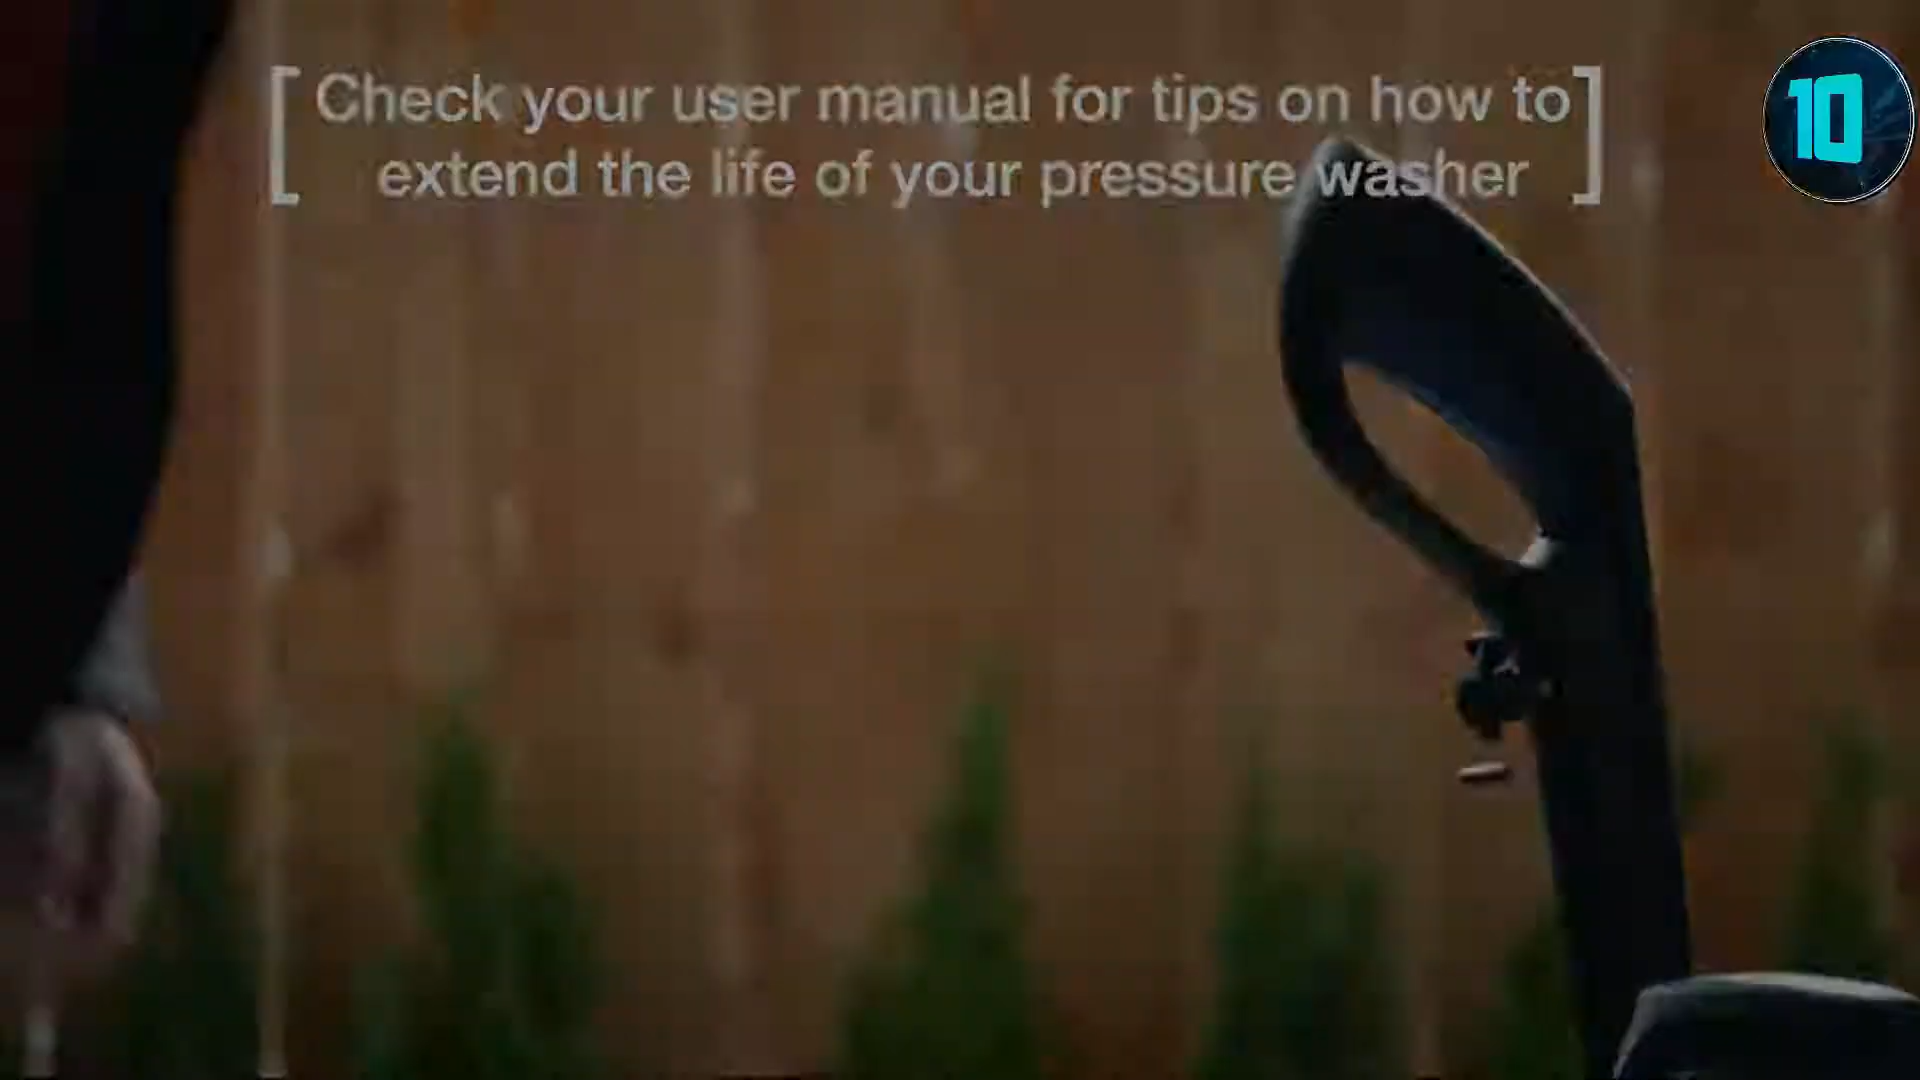 [Check your user manual for tips on how to
extend the life of your pressure washer]
10